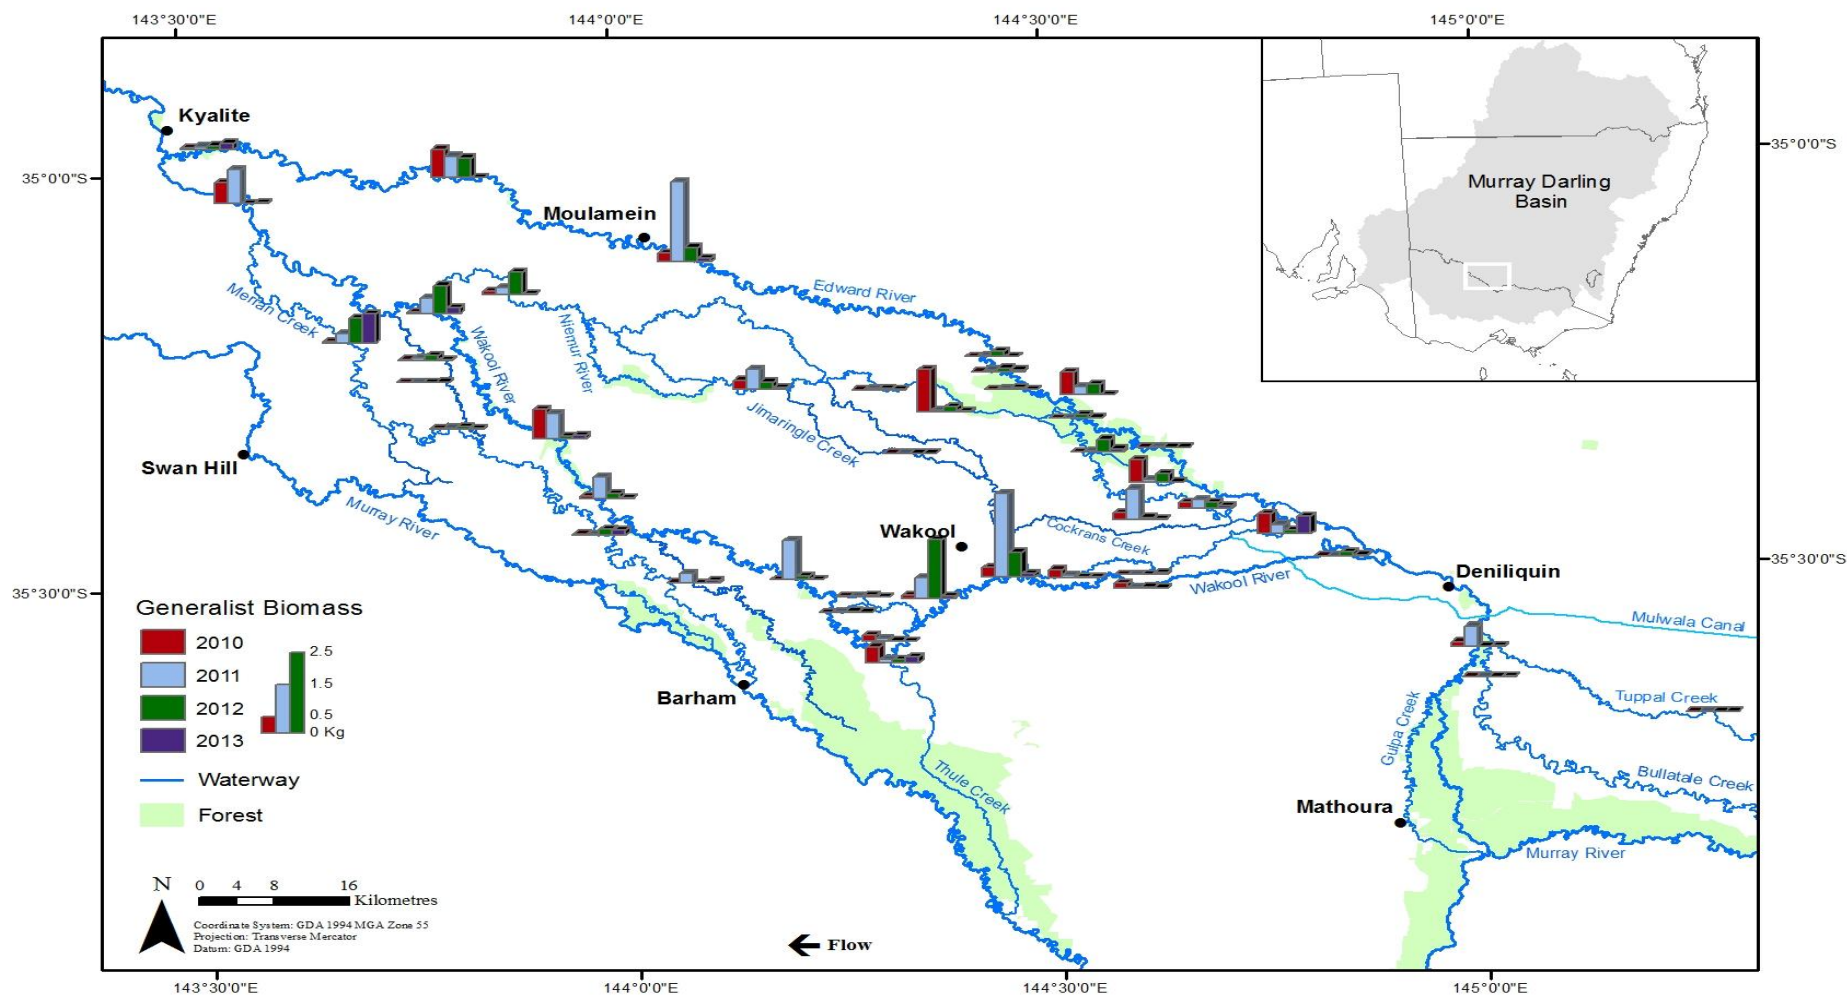 143°30'0"E
144°0'0"E
144°30'0"E
145°0'0"E
Kyalite
35°0'0"S
35°0'0"S
Murray Darling
Basin
Moulamein
Edward River
Merran Creek
Wakool River
Niemur River
Jimaringle Creek
Swan Hill
Murray River
Wakool
Cockrans Creek
Wakool River
35°30'0"S
Deniliquin
35°30'0"S
Mulwala Canal
Generalist Biomass
2010
2011
2012
2013
2.5
1.5
0.5
0 Kg
Waterway
Forest
Barham
Tuppal Creek
Gulpa Creek
Thule Creek
Bullatale Creek
Mathoura
Murray River
N
0 4 8 16
Kilometres
Coordinate System: GDA 1994 MGA Zone 55
Projection: Transverse Mercator
Datum: GDA 1994
Flow
143°30'0"E
144°0'0"E
144°30'0"E
145°0'0"E